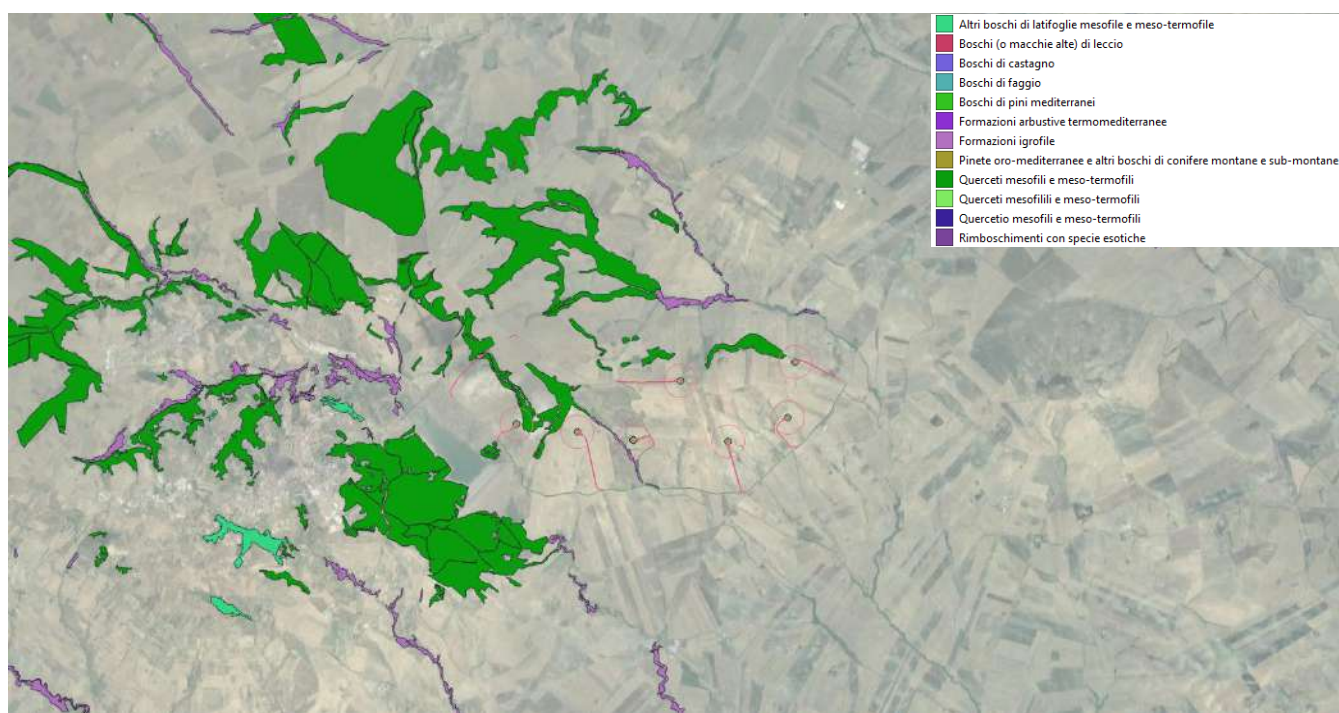 Altri boschi di latifoglie mesofile e meso-termofile
Boschi (o macchie alte) di leccio
Boschi di castagno
Boschi di faggio
Boschi di pini mediterranei
Formazioni arbustive termomediterranee
Formazioni igrofile
Pinete oro-mediterranee e altri boschi di conifere montane e sub-montane
Querceti mesofili e meso-termofili
Querceti mesofilili e meso-termofili
Quercetio mesofili e meso-termofili
Rimboschimenti con specie esotiche